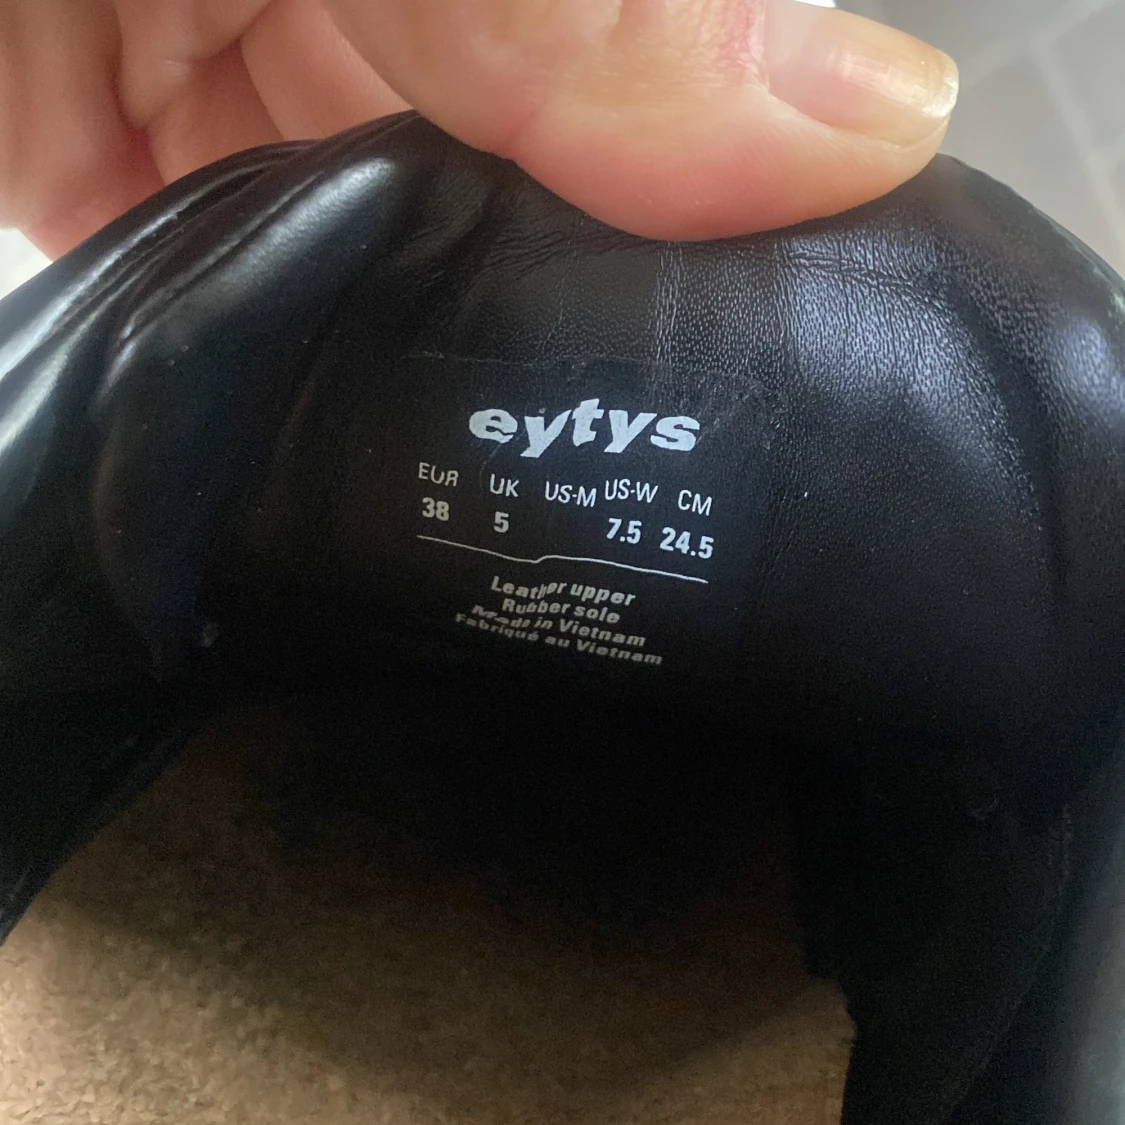 eytys
EUR UK US-M US-W CM
38 5 7.5 24.5
Leather upper
Rubber sole
Made in Vietnam
Fabriqué au Vietnam